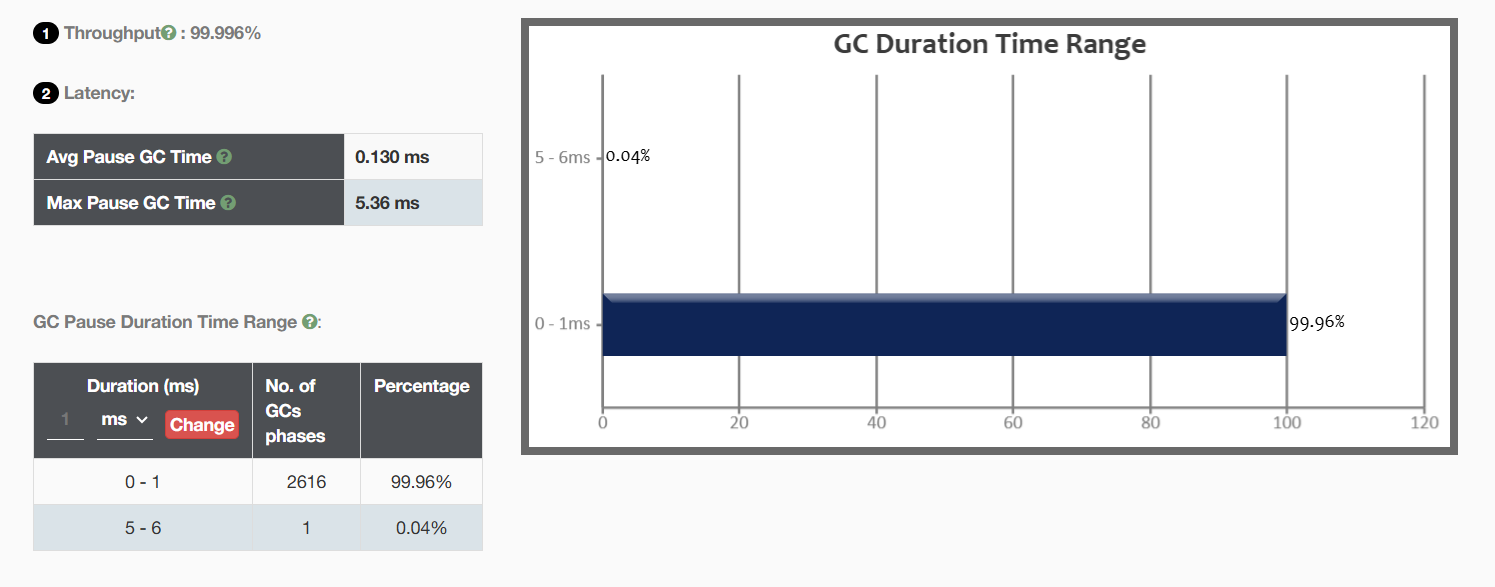 1 Throughput? : 99.996%
2 Latency:
Avg Pause GC Time ? 0.130 ms
Max Pause GC Time ? 5.36 ms
GC Pause Duration Time Range ?:
Duration (ms) No. of GCs phases Percentage
1 ms Change
0 - 1 2616 99.96%
5 - 6 1 0.04%
GC Duration Time Range
5 - 6ms 0.04%
0 - 1ms 99.96%
0 20 40 60 80 100 120